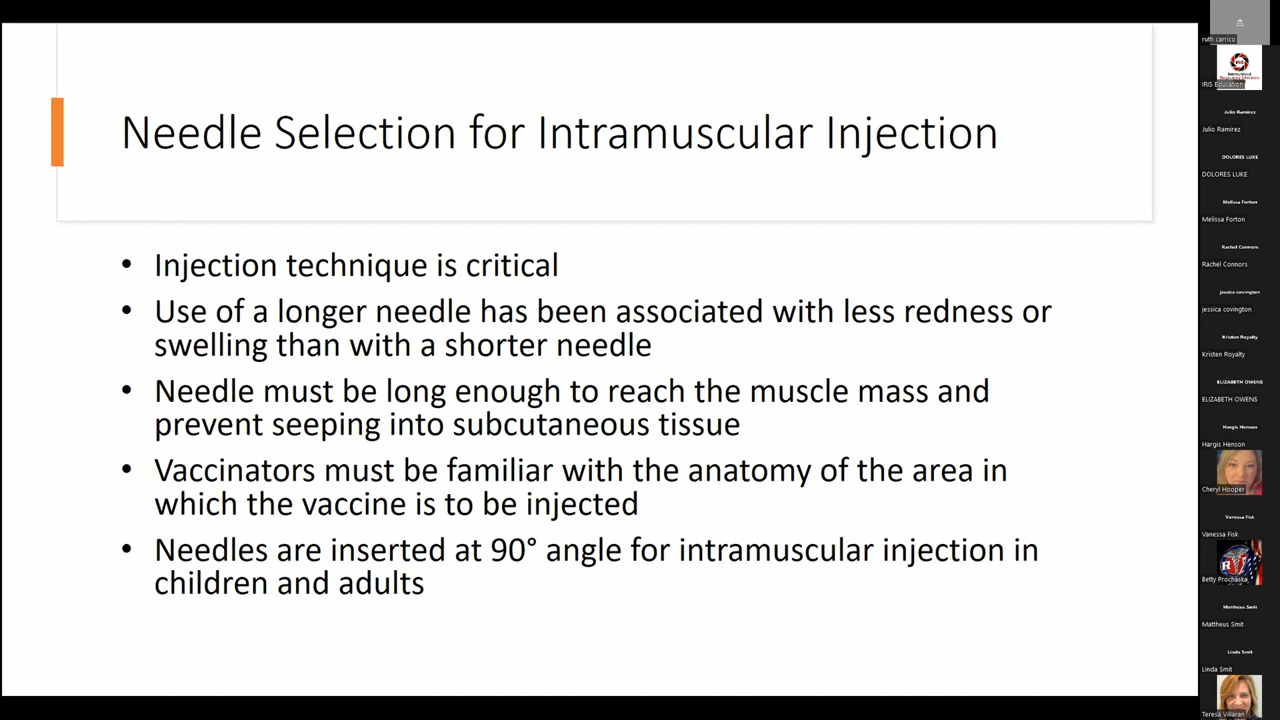 Needle Selection for Intramuscular Injection
• Injection technique is critical
• Use of a longer needle has been associated with less redness or
swelling than with a shorter needle
• Needle must be long enough to reach the muscle mass and
prevent seeping into subcutaneous tissue
• Vaccinators must be familiar with the anatomy of the area in
which the vaccine is to be injected
• Needles are inserted at 90° angle for intramuscular injection in
children and adults
ruth carrico
IRIS
IRIS Education
Julio Ramirez
Julio Ramirez
DOLORES LUKE
DOLORES LUKE
Melissa Forton
Melissa Forton
Rachel Connors
Rachel Connors
jessica covington
jessica covington
Kristen Royalty
Kristen Royalty
ELIZABETH OWENS
ELIZABETH OWENS
Hargis Henson
Hargis Henson
Cheryl Hooper
Vanessa Fisk
Vanessa Fisk
Betty Prochaska
Mattheus Smit
Mattheus Smit
Linda Smit
Linda Smit
Teresa Villaran